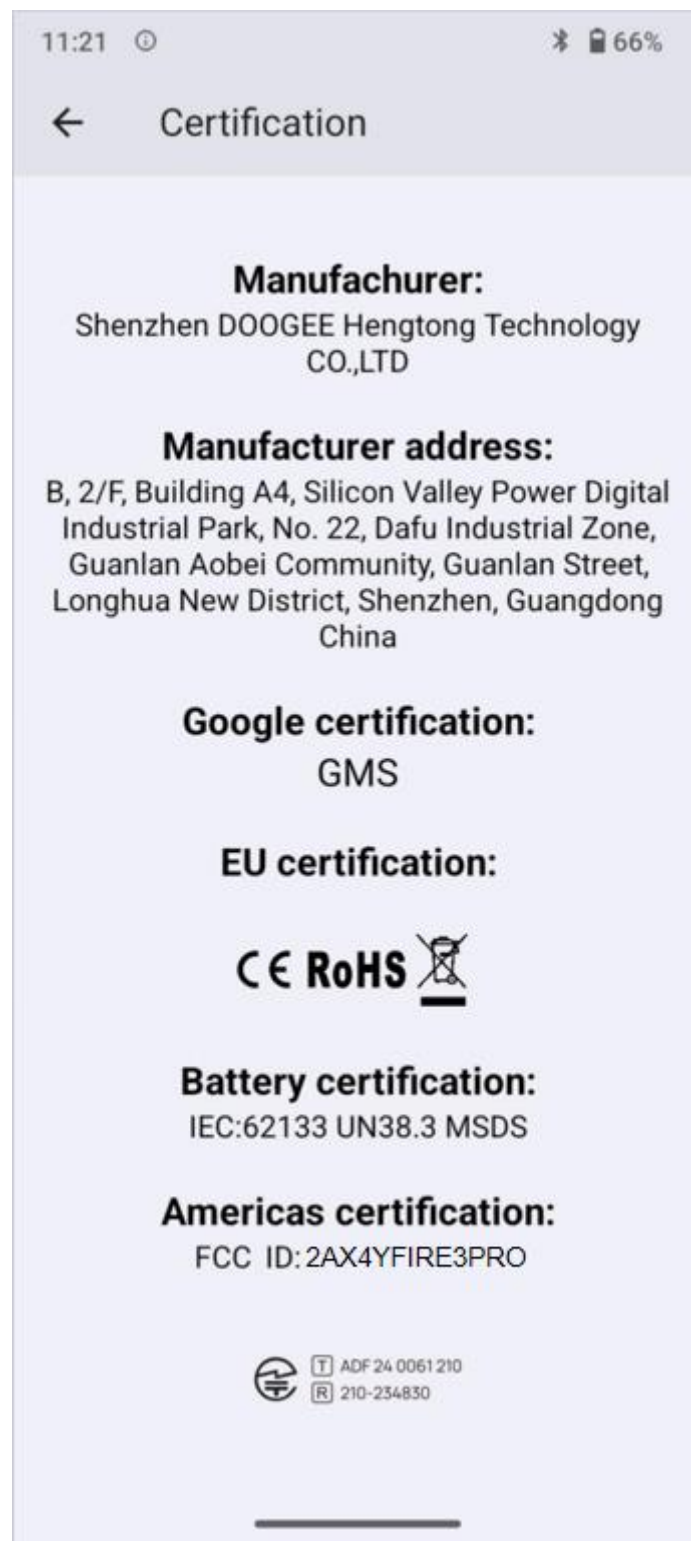 11:21 66%
Certification
Manufachurer:
Shenzhen DOOGEE Hengtong Technology
CO.,LTD
Manufacturer address:
B, 2/F, Building A4, Silicon Valley Power Digital
Industrial Park, No. 22, Dafu Industrial Zone,
Guanlan Aobei Community, Guanlan Street,
Longhua New District, Shenzhen, Guangdong
China
Google certification:
GMS
EU certification:
CE RoHS
Battery certification:
IEC:62133 UN38.3 MSDS
Americas certification:
FCC ID: 2AX4YFIRE3PRO
T ADF 24 0061 210
R 210-234830